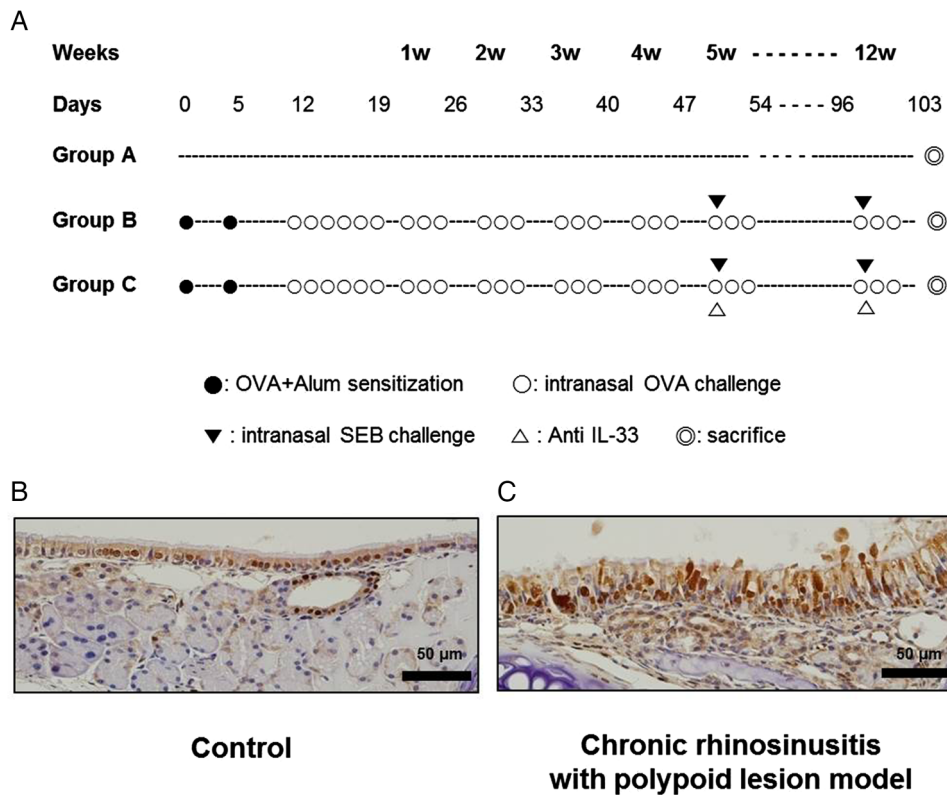 A
Weeks 1w 2w 3w 4w 5w - - - - - - - 12w
Days 0 5 12 19 26 33 40 47 54 - - - - 96 103
Group A
Group B
Group C
●: OVA+Alum sensitization ○: intranasal OVA challenge
▼: intranasal SEB challenge △: Anti IL-33 ◎: sacrifice
B
C
50 µm
50 µm
Control
Chronic rhinosinusitis
with polypoid lesion model